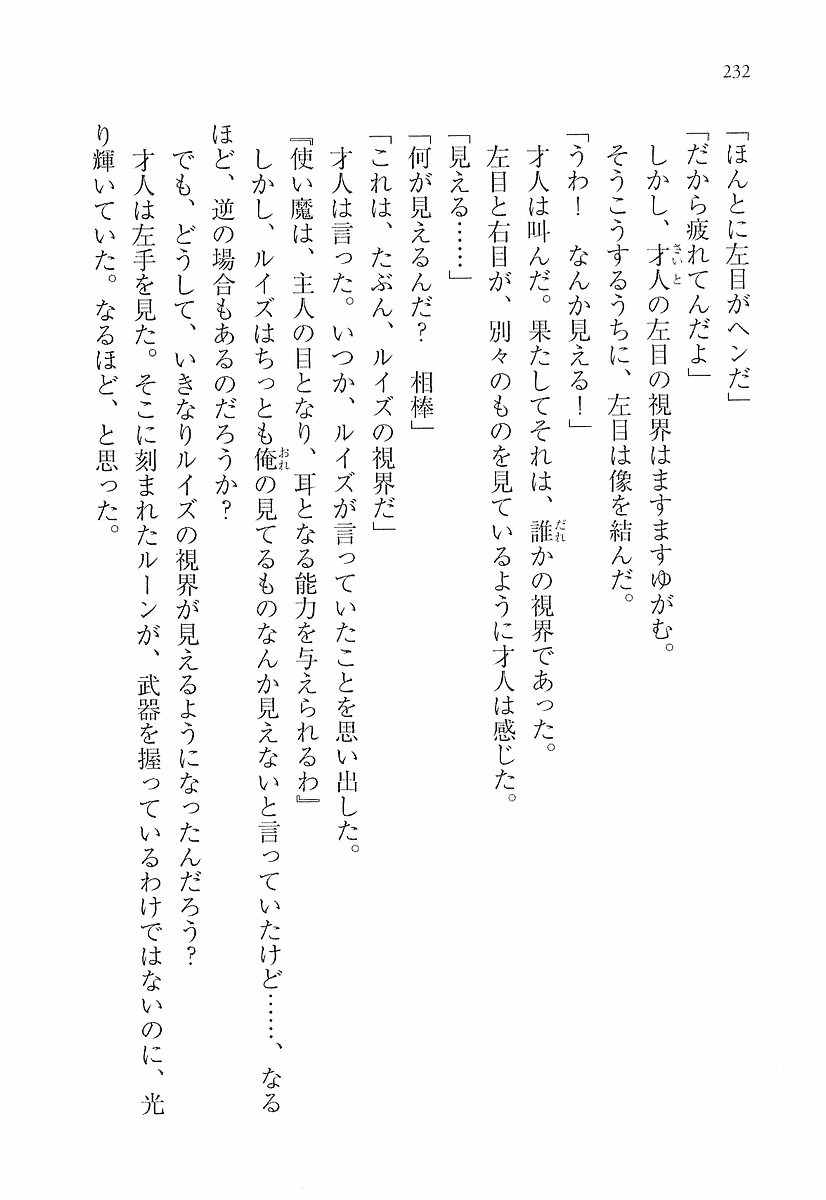 232
「ほんとに左目がヘンだ」
「だから疲れてんだよ」
しかし、才人の左目の視界はますますゆがむ。
そうこうするうちに、左目は像を結んだ。
「うわ！　なんか見える！」
才人は叫んだ。果たしてそれは、誰かの視界であった。
左目と右目が、別々のものを見ているように才人は感じた。
「見える……」
「何が見えるんだ？　相棒」
「これは、たぶん、ルイズの視界だ」
才人は言った。いつか、ルイズが言っていたことを思い出した。
『使い魔は、主人の目となり、耳となる能力を与えられるわ』
しかし、ルイズはちっとも俺の見てるものなんか見えないと言っていたけど……、なる
ほど、逆の場合もあるのだろうか？
でも、どうして、いきなりルイズの視界が見えるようになったんだろう？
才人は左手を見た。そこに刻まれたルーンが、武器を握っているわけではないのに、光
り輝いていた。なるほど、と思った。